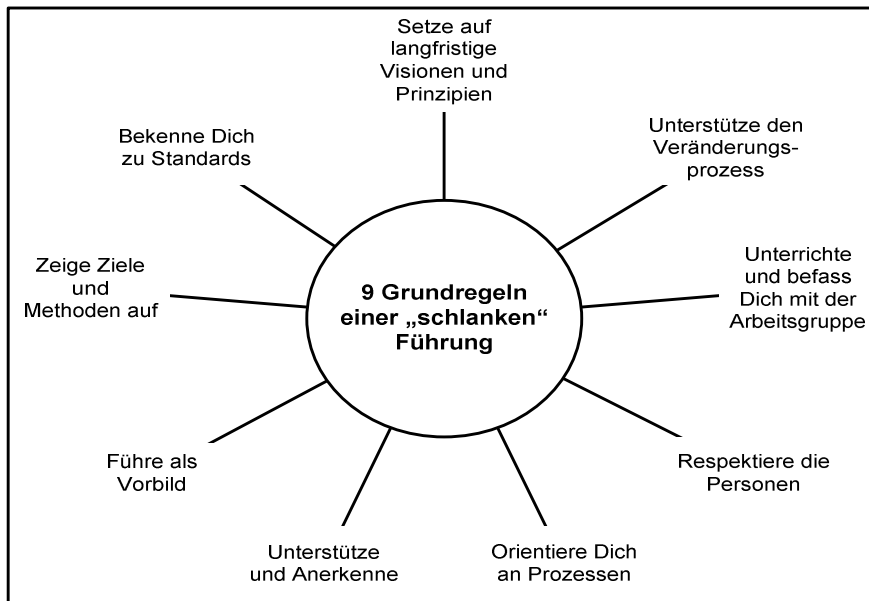 Setze auf
langfristige
Visionen und
Prinzipien
Unterstütze den
Veränderungs-
prozess
Unterrichte
und befass
Dich mit der
Arbeitsgruppe
Respektiere die
Personen
Orientiere Dich
an Prozessen
Unterstütze
und Anerkenne
Führe als
Vorbild
Zeige Ziele
und
Methoden auf
Bekenne Dich
zu Standards
9 Grundregeln
einer „schlanken“
Führung